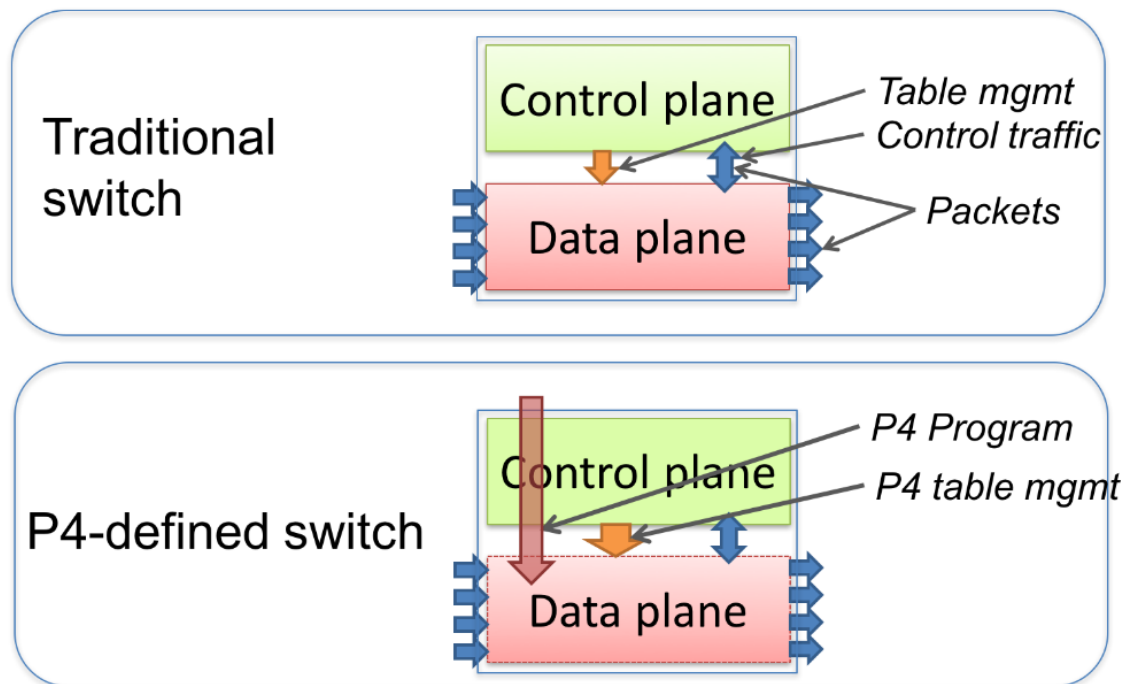 Traditional
switch
Control plane
Data plane
Table mgmt
Control traffic
Packets
P4-defined switch
Control plane
Data plane
P4 Program
P4 table mgmt